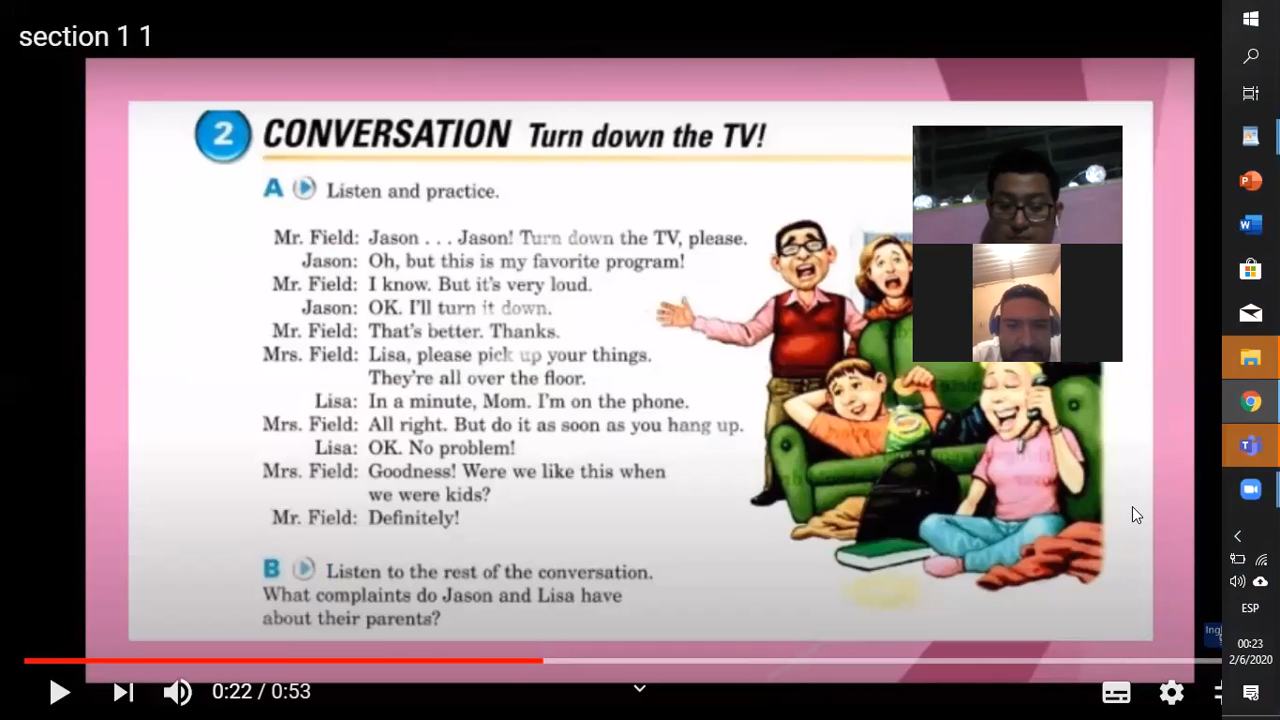 section 1 1
2 CONVERSATION Turn down the TV!
A Listen and practice.
Mr. Field: Jason . . . Jason! Turn down the TV, please.
Jason: Oh, but this is my favorite program!
Mr. Field: I know. But it's very loud.
Jason: OK. I'll turn it down.
Mr. Field: That's better. Thanks.
Mrs. Field: Lisa, please pick up your things.
They're all over the floor.
Lisa: In a minute, Mom. I'm on the phone.
Mrs. Field: All right. But do it as soon as you hang up.
Lisa: OK. No problem!
Mrs. Field: Goodness! Were we like this when
we were kids?
Mr. Field: Definitely!
B Listen to the rest of the conversation.
What complaints do Jason and Lisa have
about their parents?
0:22 / 0:53
ESP
00:23
2/6/2020